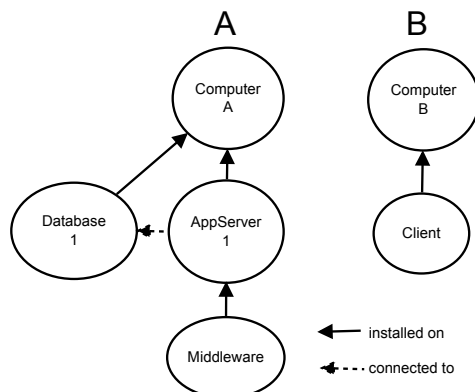 A
B
Computer
A
Computer
B
Database
1
AppServer
1
Client
Middleware
installed on
connected to